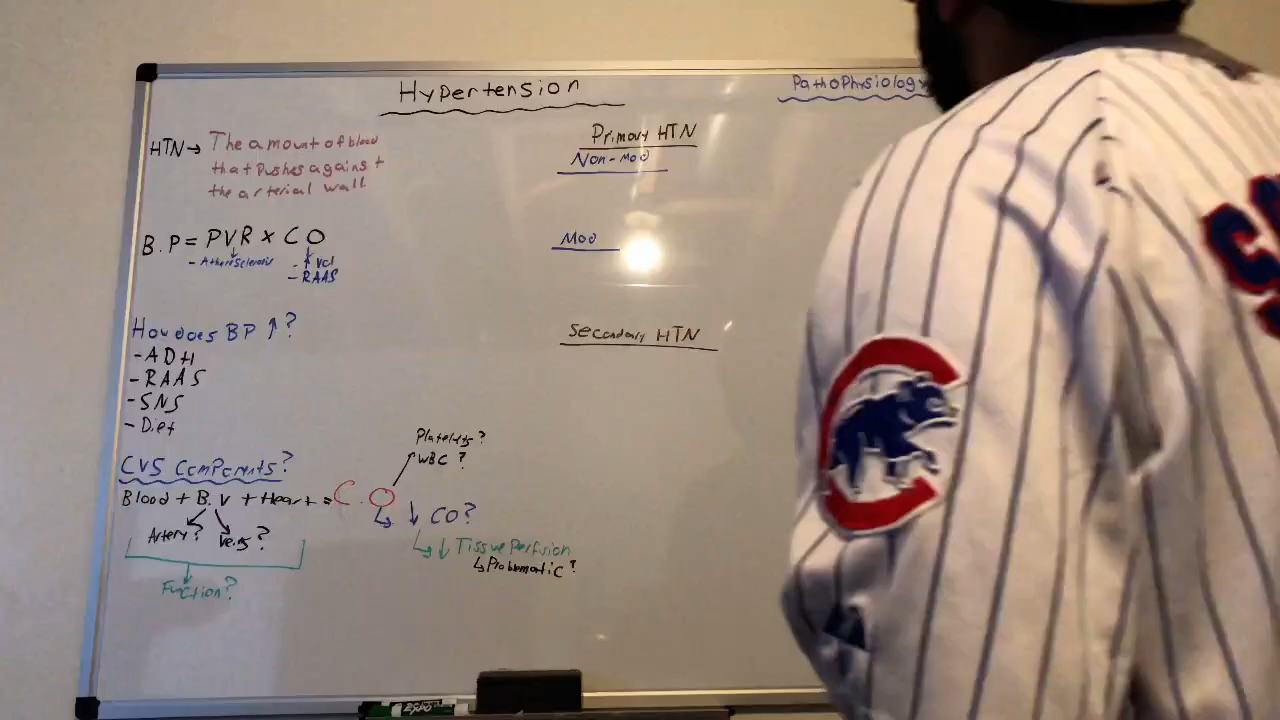 Hypertension
PathoPhysiology
HTN → The amount of blood
that pushes against
the arterial wall
B.P = PVR x CO
- Atherosclerosis
- ↑ Vol
- RAAS
How does BP ↑?
- ADH
- RAAS
- SNS
- Diet
CVS Components?
Blood + B.V + Heart = C.O
Artery? Veins?
Function?
Platelets?
WBC?
↓ CO?
↓ Tissue Perfusion
Problematic?
Primary HTN
Non-Mod
Mod
Secondary HTN
EXPO